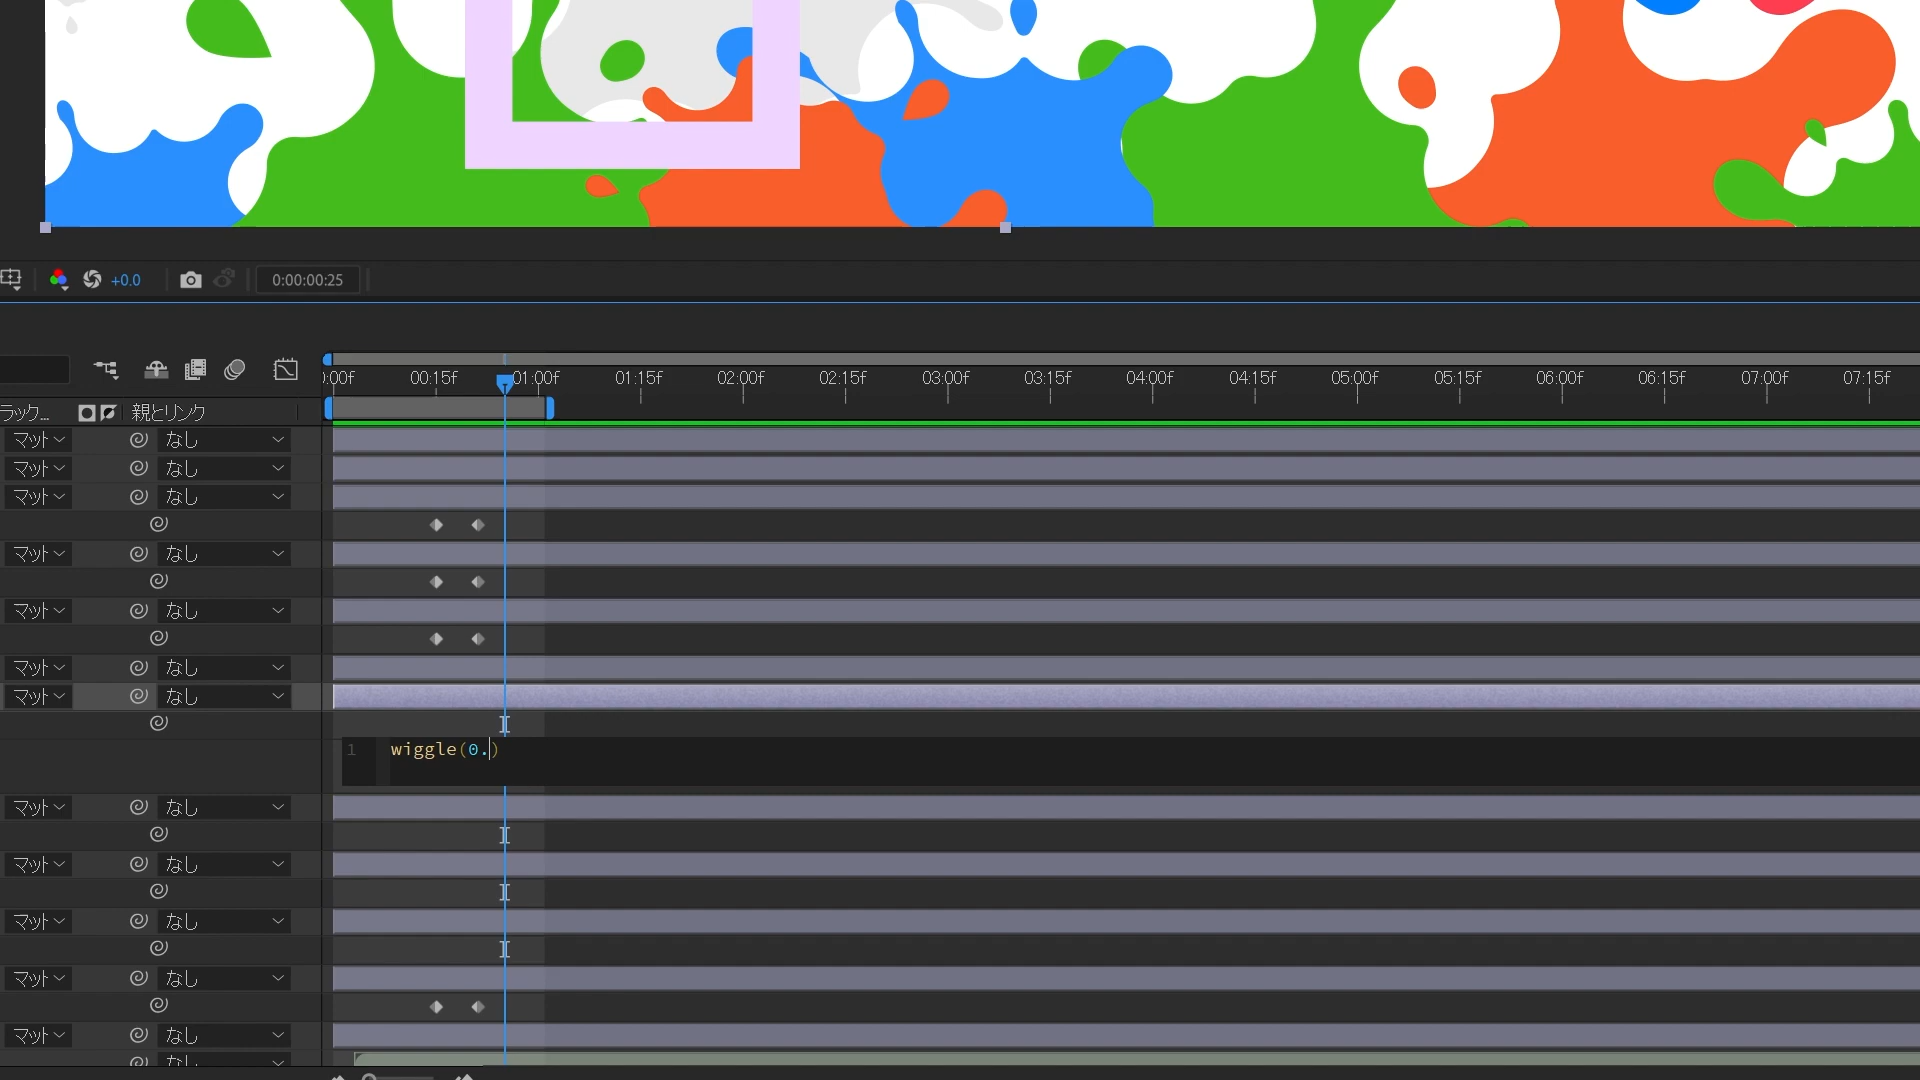 +0.0 0:00:00:25
00:15f 01:00f 01:15f 02:00f 02:15f 03:00f 03:15f 04:00f 04:15f 05:00f 05:15f 06:00f 06:15f 07:00f 07:15f
親とリンク
マット なし
マット なし
マット なし
マット なし
マット なし
マット なし
マット なし
1 wiggle(0.)
マット なし
マット なし
マット なし
マット なし
マット なし